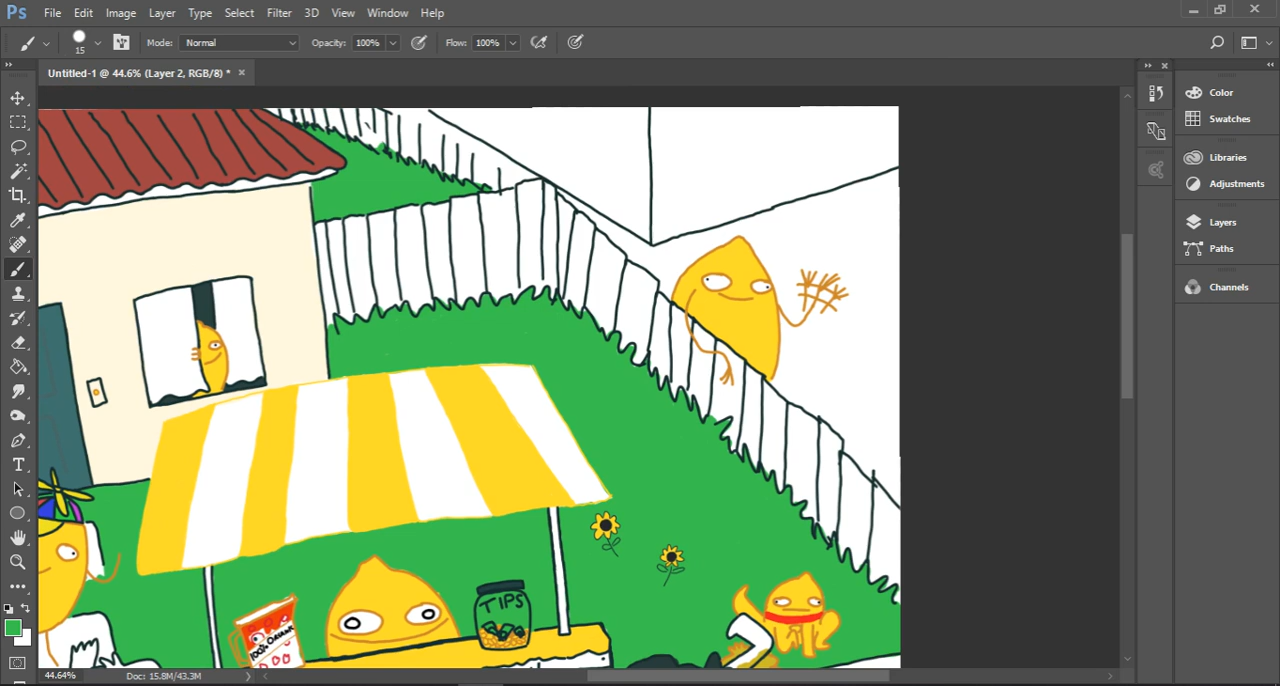 Ps File Edit Image Layer Type Select Filter 3D View Window Help
15 Mode: Normal Opacity: 100% Flow: 100%
Untitled-1 @ 44.6% (Layer 2, RGB/8) *
Color
Swatches
Libraries
Adjustments
Layers
Paths
Channels
TIPS
100% DRINK
44.64% Doc: 15.8M/43.3M